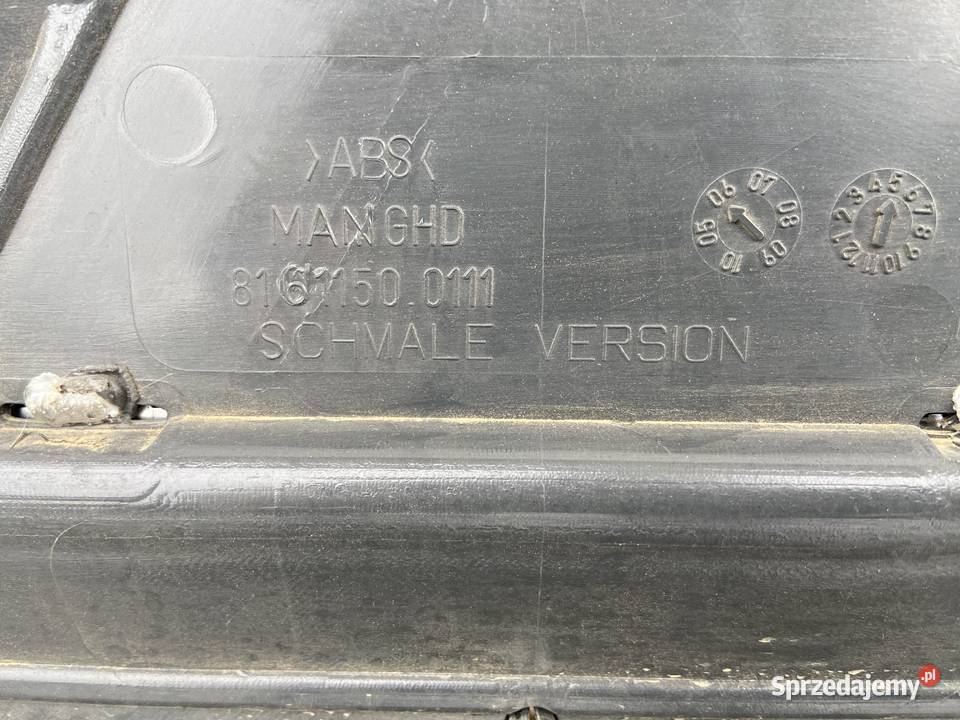 >ABS<
MAN GHD
81.61150.0111
SCHMALE VERSION
05 06 07 08 09 10
1 2 3 4 5 6 7 8 9 10 11 12
Sprzedajemy.pl